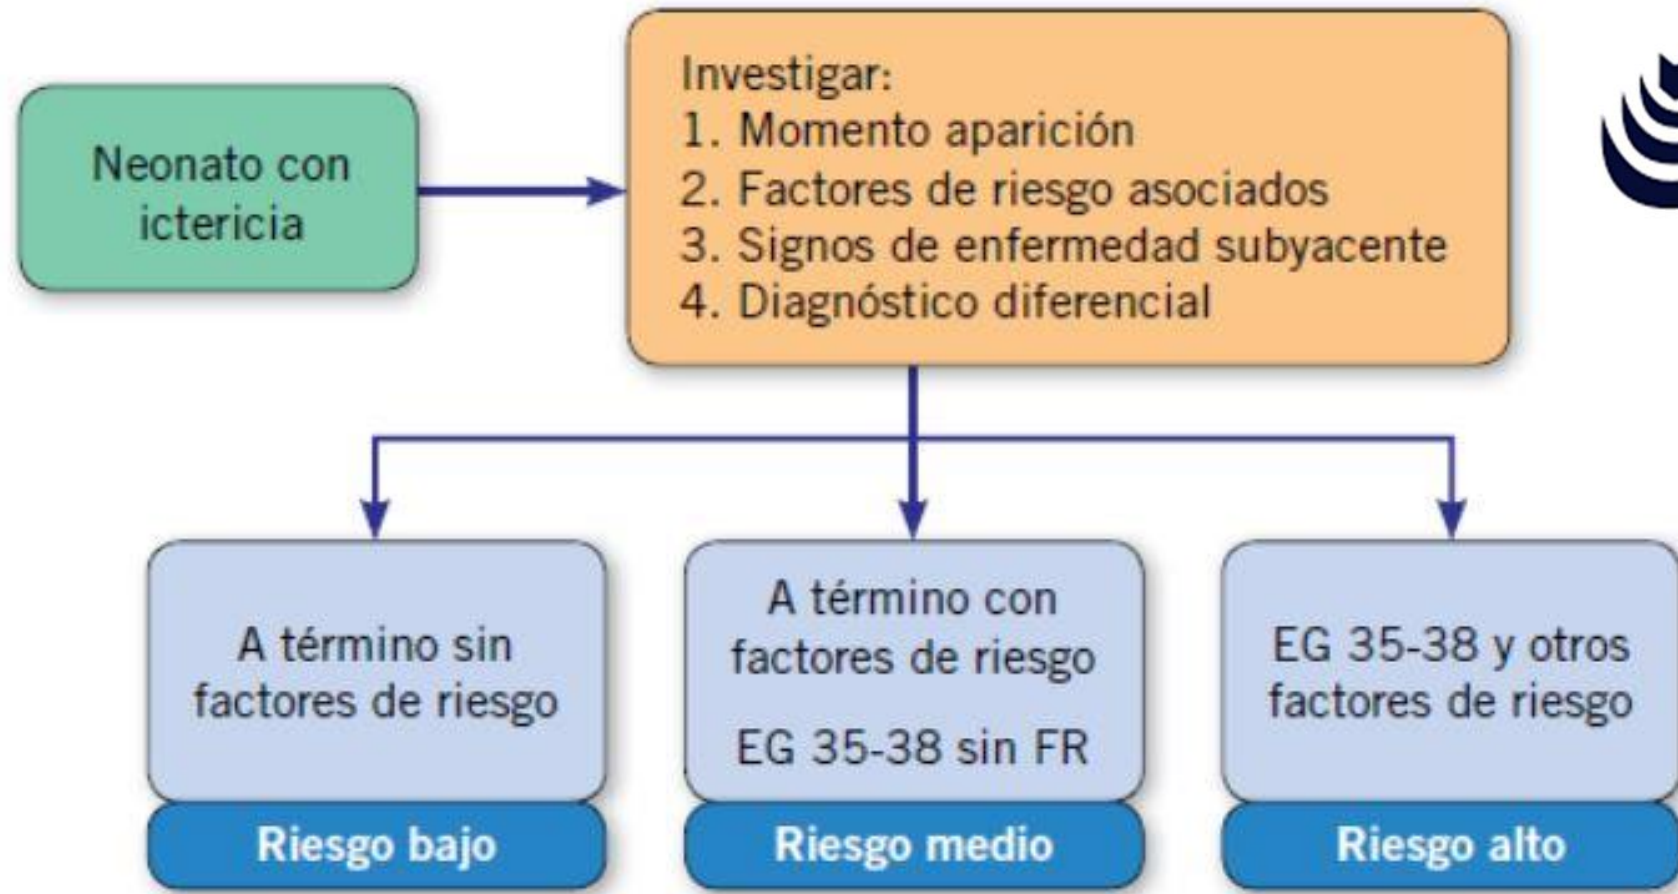 Neonato con
ictericia
Investigar:
1. Momento aparición
2. Factores de riesgo asociados
3. Signos de enfermedad subyacente
4. Diagnóstico diferencial
A término sin
factores de riesgo
Riesgo bajo
A término con
factores de riesgo
EG 35-38 sin FR
Riesgo medio
EG 35-38 y otros
factores de riesgo
Riesgo alto